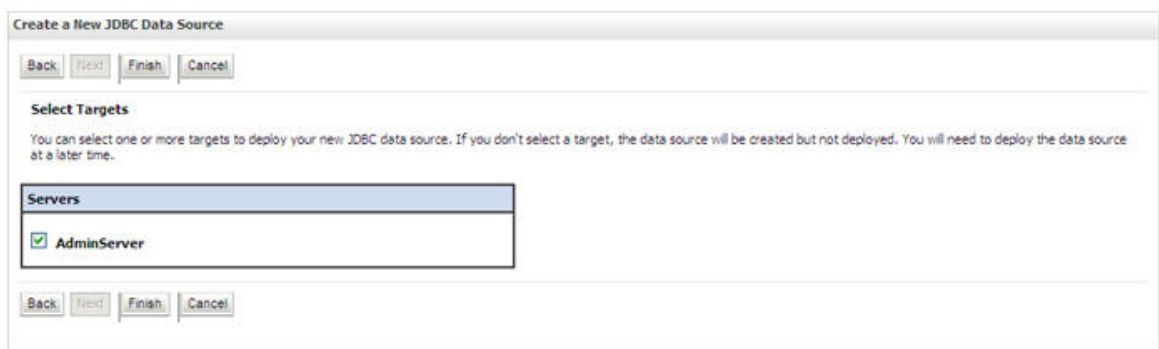 Create a New JDBC Data Source
Back Next Finish Cancel
Select Targets
You can select one or more targets to deploy your new JDBC data source. If you don't select a target, the data source will be created but not deployed. You will need to deploy the data source
at a later time.
Servers
AdminServer
Back Next Finish Cancel